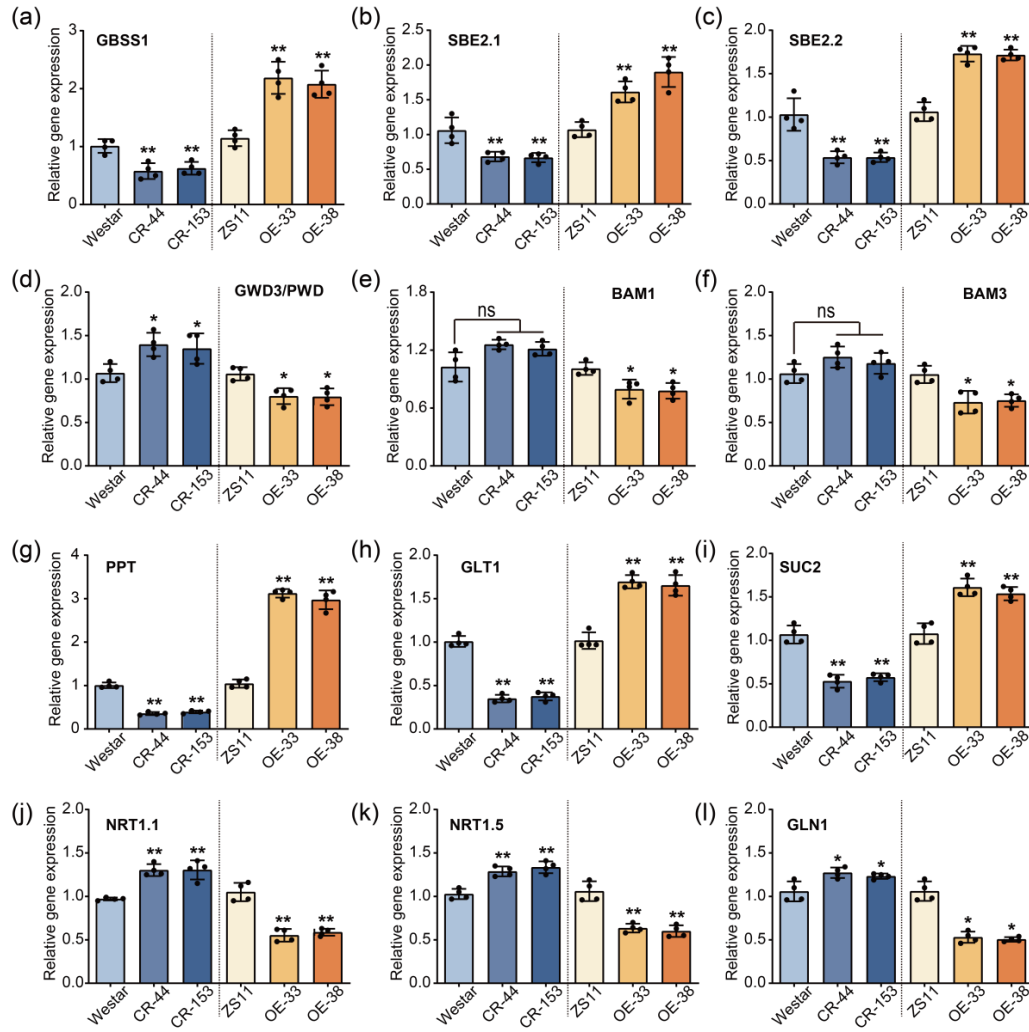 (a)
GBSS1
Relative gene expression
3
2
1
0
**
**
**
**
Westar
CR-44
CR-153
ZS11
OE-33
OE-38
(b)
SBE2.1
Relative gene expression
2.5
2.0
1.5
1.0
0.5
0.0
**
**
**
**
Westar
CR-44
CR-153
ZS11
OE-33
OE-38
(c)
SBE2.2
Relative gene expression
2.0
1.5
1.0
0.5
0.0
**
**
**
**
Westar
CR-44
CR-153
ZS11
OE-33
OE-38
(d)
GWD3/PWD
Relative gene expression
2.0
1.5
1.0
0.5
0.0
*
*
*
*
Westar
CR-44
CR-153
ZS11
OE-33
OE-38
(e)
BAM1
Relative gene expression
1.8
1.2
0.6
0.0
ns
*
*
Westar
CR-44
CR-153
ZS11
OE-33
OE-38
(f)
BAM3
Relative gene expression
2.0
1.5
1.0
0.5
0.0
ns
*
*
Westar
CR-44
CR-153
ZS11
OE-33
OE-38
(g)
PPT
Relative gene expression
4
3
2
1
0
**
**
**
**
Westar
CR-44
CR-153
ZS11
OE-33
OE-38
(h)
GLT1
Relative gene expression
2.0
1.5
1.0
0.5
0.0
**
**
**
**
Westar
CR-44
CR-153
ZS11
OE-33
OE-38
(i)
SUC2
Relative gene expression
2.0
1.5
1.0
0.5
0.0
**
**
**
**
Westar
CR-44
CR-153
ZS11
OE-33
OE-38
(j)
NRT1.1
Relative gene expression
2.0
1.5
1.0
0.5
0.0
**
**
**
**
Westar
CR-44
CR-153
ZS11
OE-33
OE-38
(k)
NRT1.5
Relative gene expression
2.0
1.5
1.0
0.5
0.0
**
**
**
**
Westar
CR-44
CR-153
ZS11
OE-33
OE-38
(l)
GLN1
Relative gene expression
2.0
1.5
1.0
0.5
0.0
*
*
*
*
Westar
CR-44
CR-153
ZS11
OE-33
OE-38